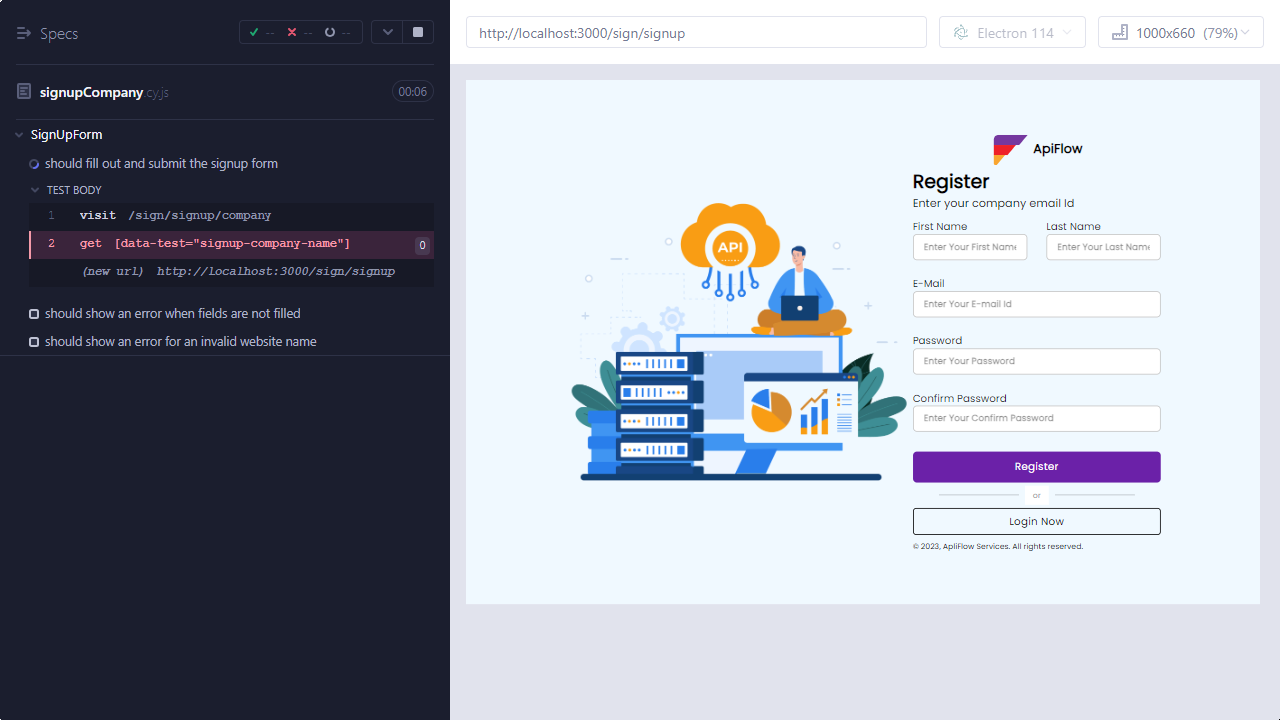 Specs
-- -- --
signupCompany.cy.js
00:06
SignUpForm
should fill out and submit the signup form
TEST BODY
1 visit /sign/signup/company
2 get [data-test="signup-company-name"] 0
(new url) http://localhost:3000/sign/signup
should show an error when fields are not filled
should show an error for an invalid website name
http://localhost:3000/sign/signup
Electron 114
1000x660 (79%)
API
ApiFlow
Register
Enter your company email Id
First Name Last Name
Enter Your First Name Enter Your Last Name
E-Mail
Enter Your E-mail Id
Password
Enter Your Password
Confirm Password
Enter Your Confirm Password
Register
or
Login Now
© 2023, ApliFlow Services. All rights reserved.